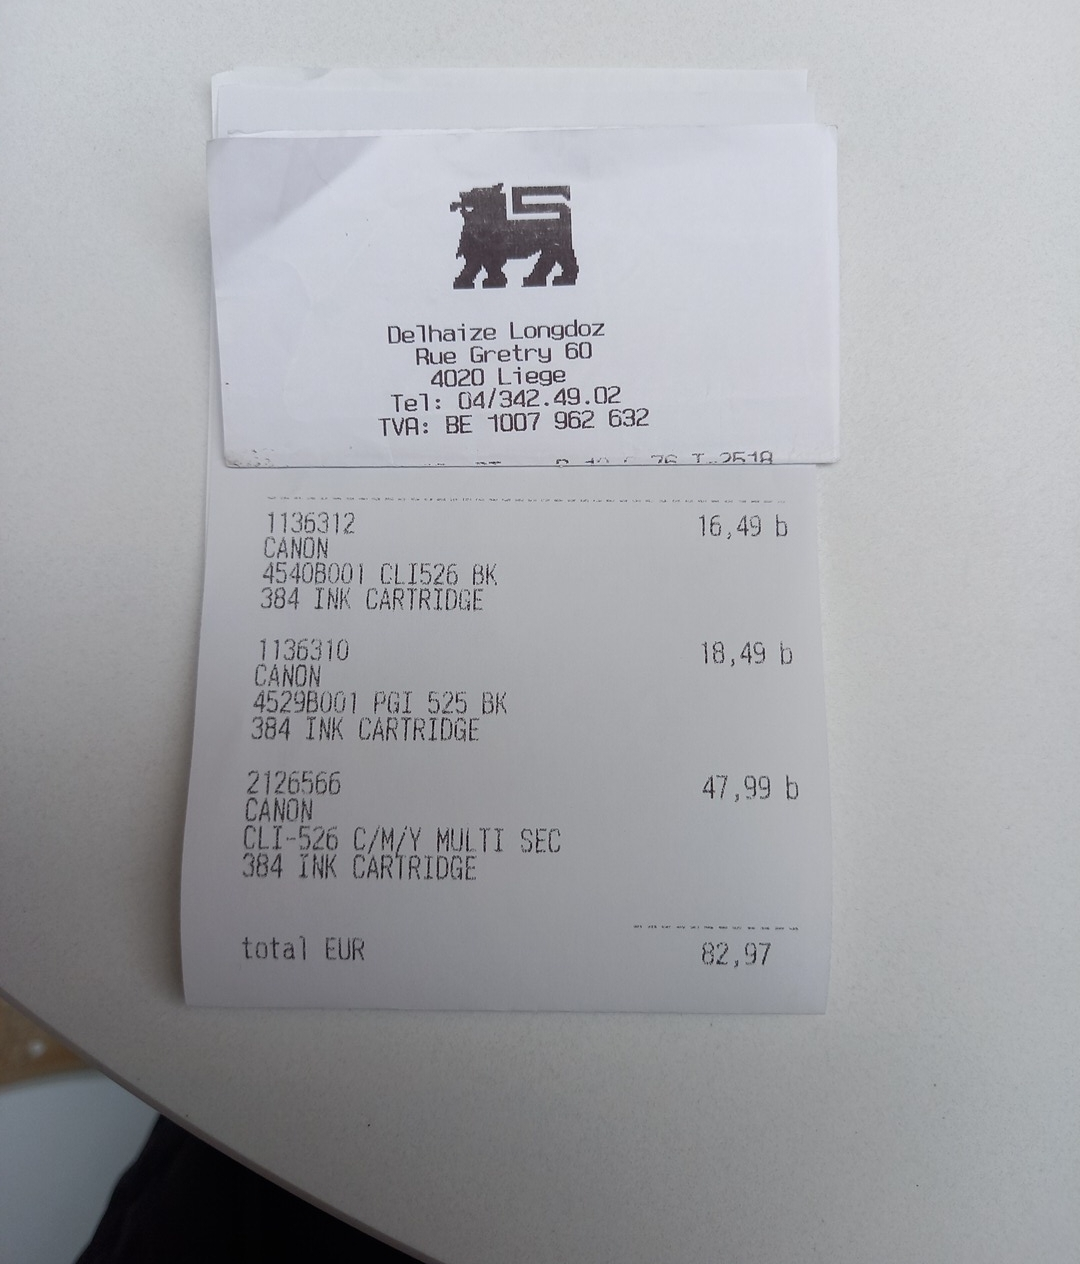 Delhaize Longdoz
Rue Gretry 60
4020 Liege
Tel: 04/342.49.02
TVA: BE 1007 962 632
1136312 16,49 b
CANON
4540B001 CLI526 BK
384 INK CARTRIDGE
1136310 18,49 b
CANON
4529B001 PGI 525 BK
384 INK CARTRIDGE
2126566 47,99 b
CANON
CLI-526 C/M/Y MULTI SEC
384 INK CARTRIDGE
total EUR 82,97